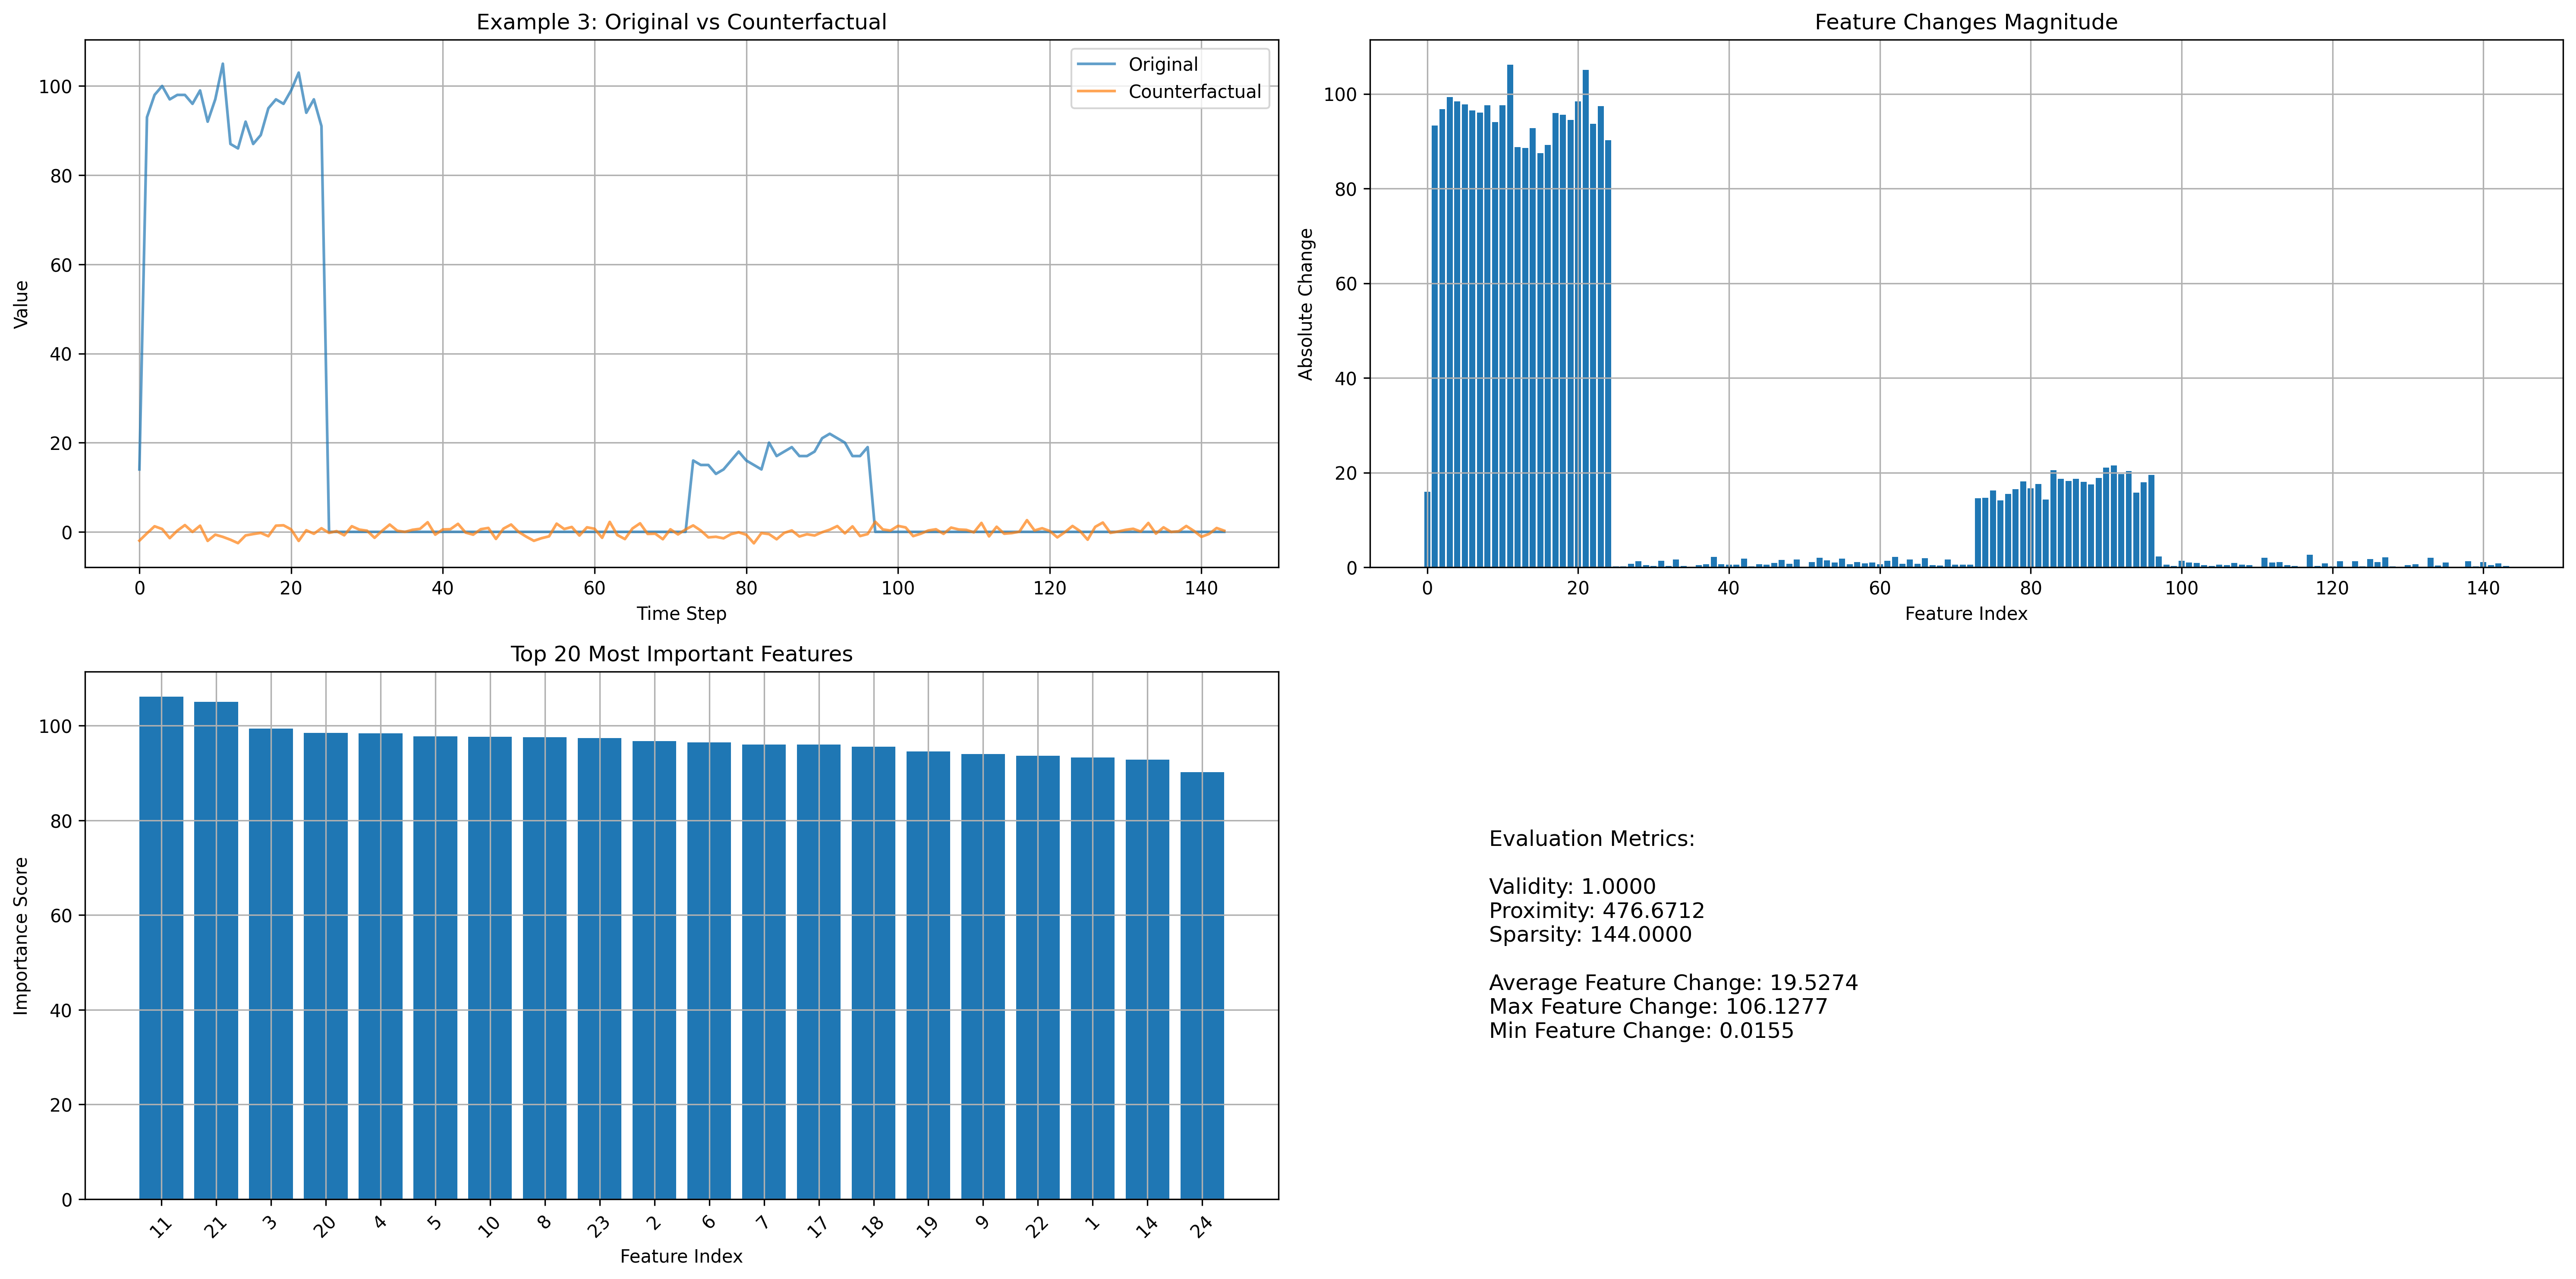 Example 3: Original vs Counterfactual
Original
Counterfactual
Value
100
80
60
40
20
0
0 20 40 60 80 100 120 140
Time Step
Feature Changes Magnitude
Absolute Change
100
80
60
40
20
0
0 20 40 60 80 100 120 140
Feature Index
Top 20 Most Important Features
Importance Score
100
80
60
40
20
0
11 21 3 20 4 5 10 8 23 2 6 7 17 18 19 9 22 1 14 24
Feature Index
Evaluation Metrics:
Validity: 1.0000
Proximity: 476.6712
Sparsity: 144.0000
Average Feature Change: 19.5274
Max Feature Change: 106.1277
Min Feature Change: 0.0155